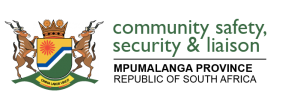 community safety,
security & liaison
MPUMALANGA PROVINCE
REPUBLIC OF SOUTH AFRICA